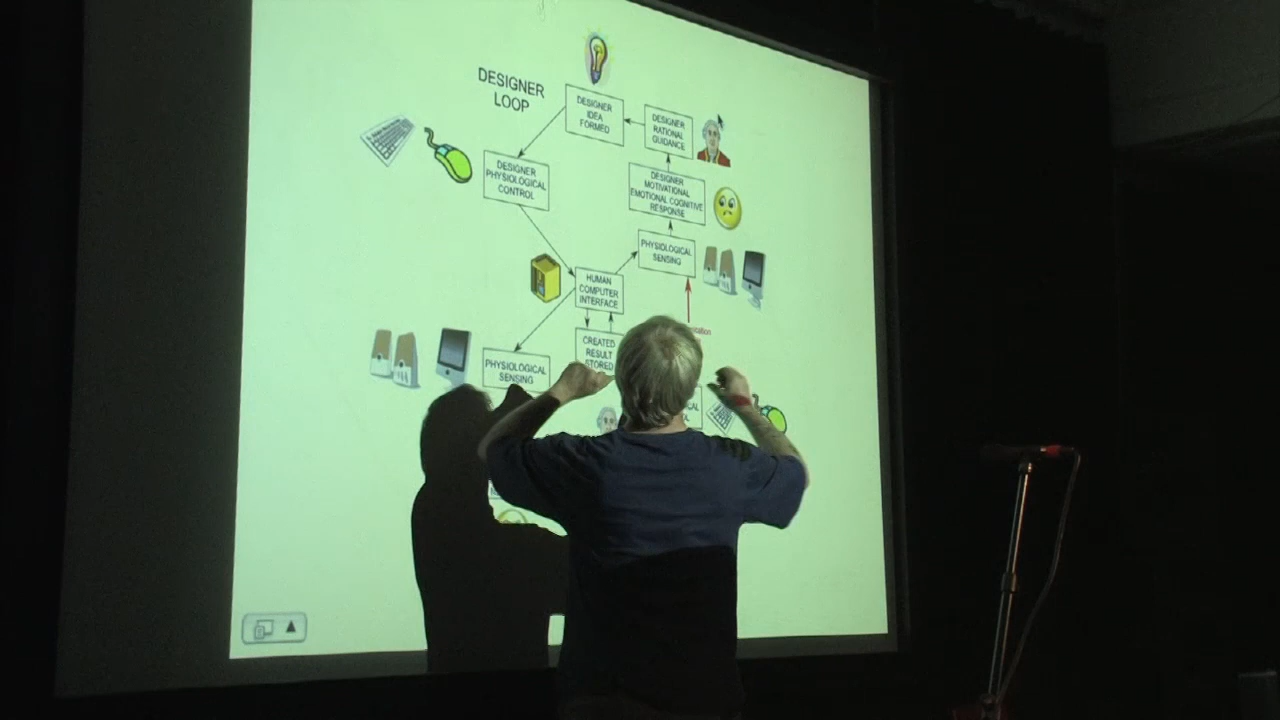 DESIGNER
LOOP
DESIGNER
IDEA
FORMED
DESIGNER
RATIONAL
GUIDANCE
DESIGNER
PHYSIOLOGICAL
CONTROL
DESIGNER
MOTIVATIONAL
EMOTIONAL COGNITIVE
RESPONSE
PHYSIOLOGICAL
SENSING
HUMAN
COMPUTER
INTERFACE
CREATED
RESULT
STORED
PHYSIOLOGICAL
SENSING